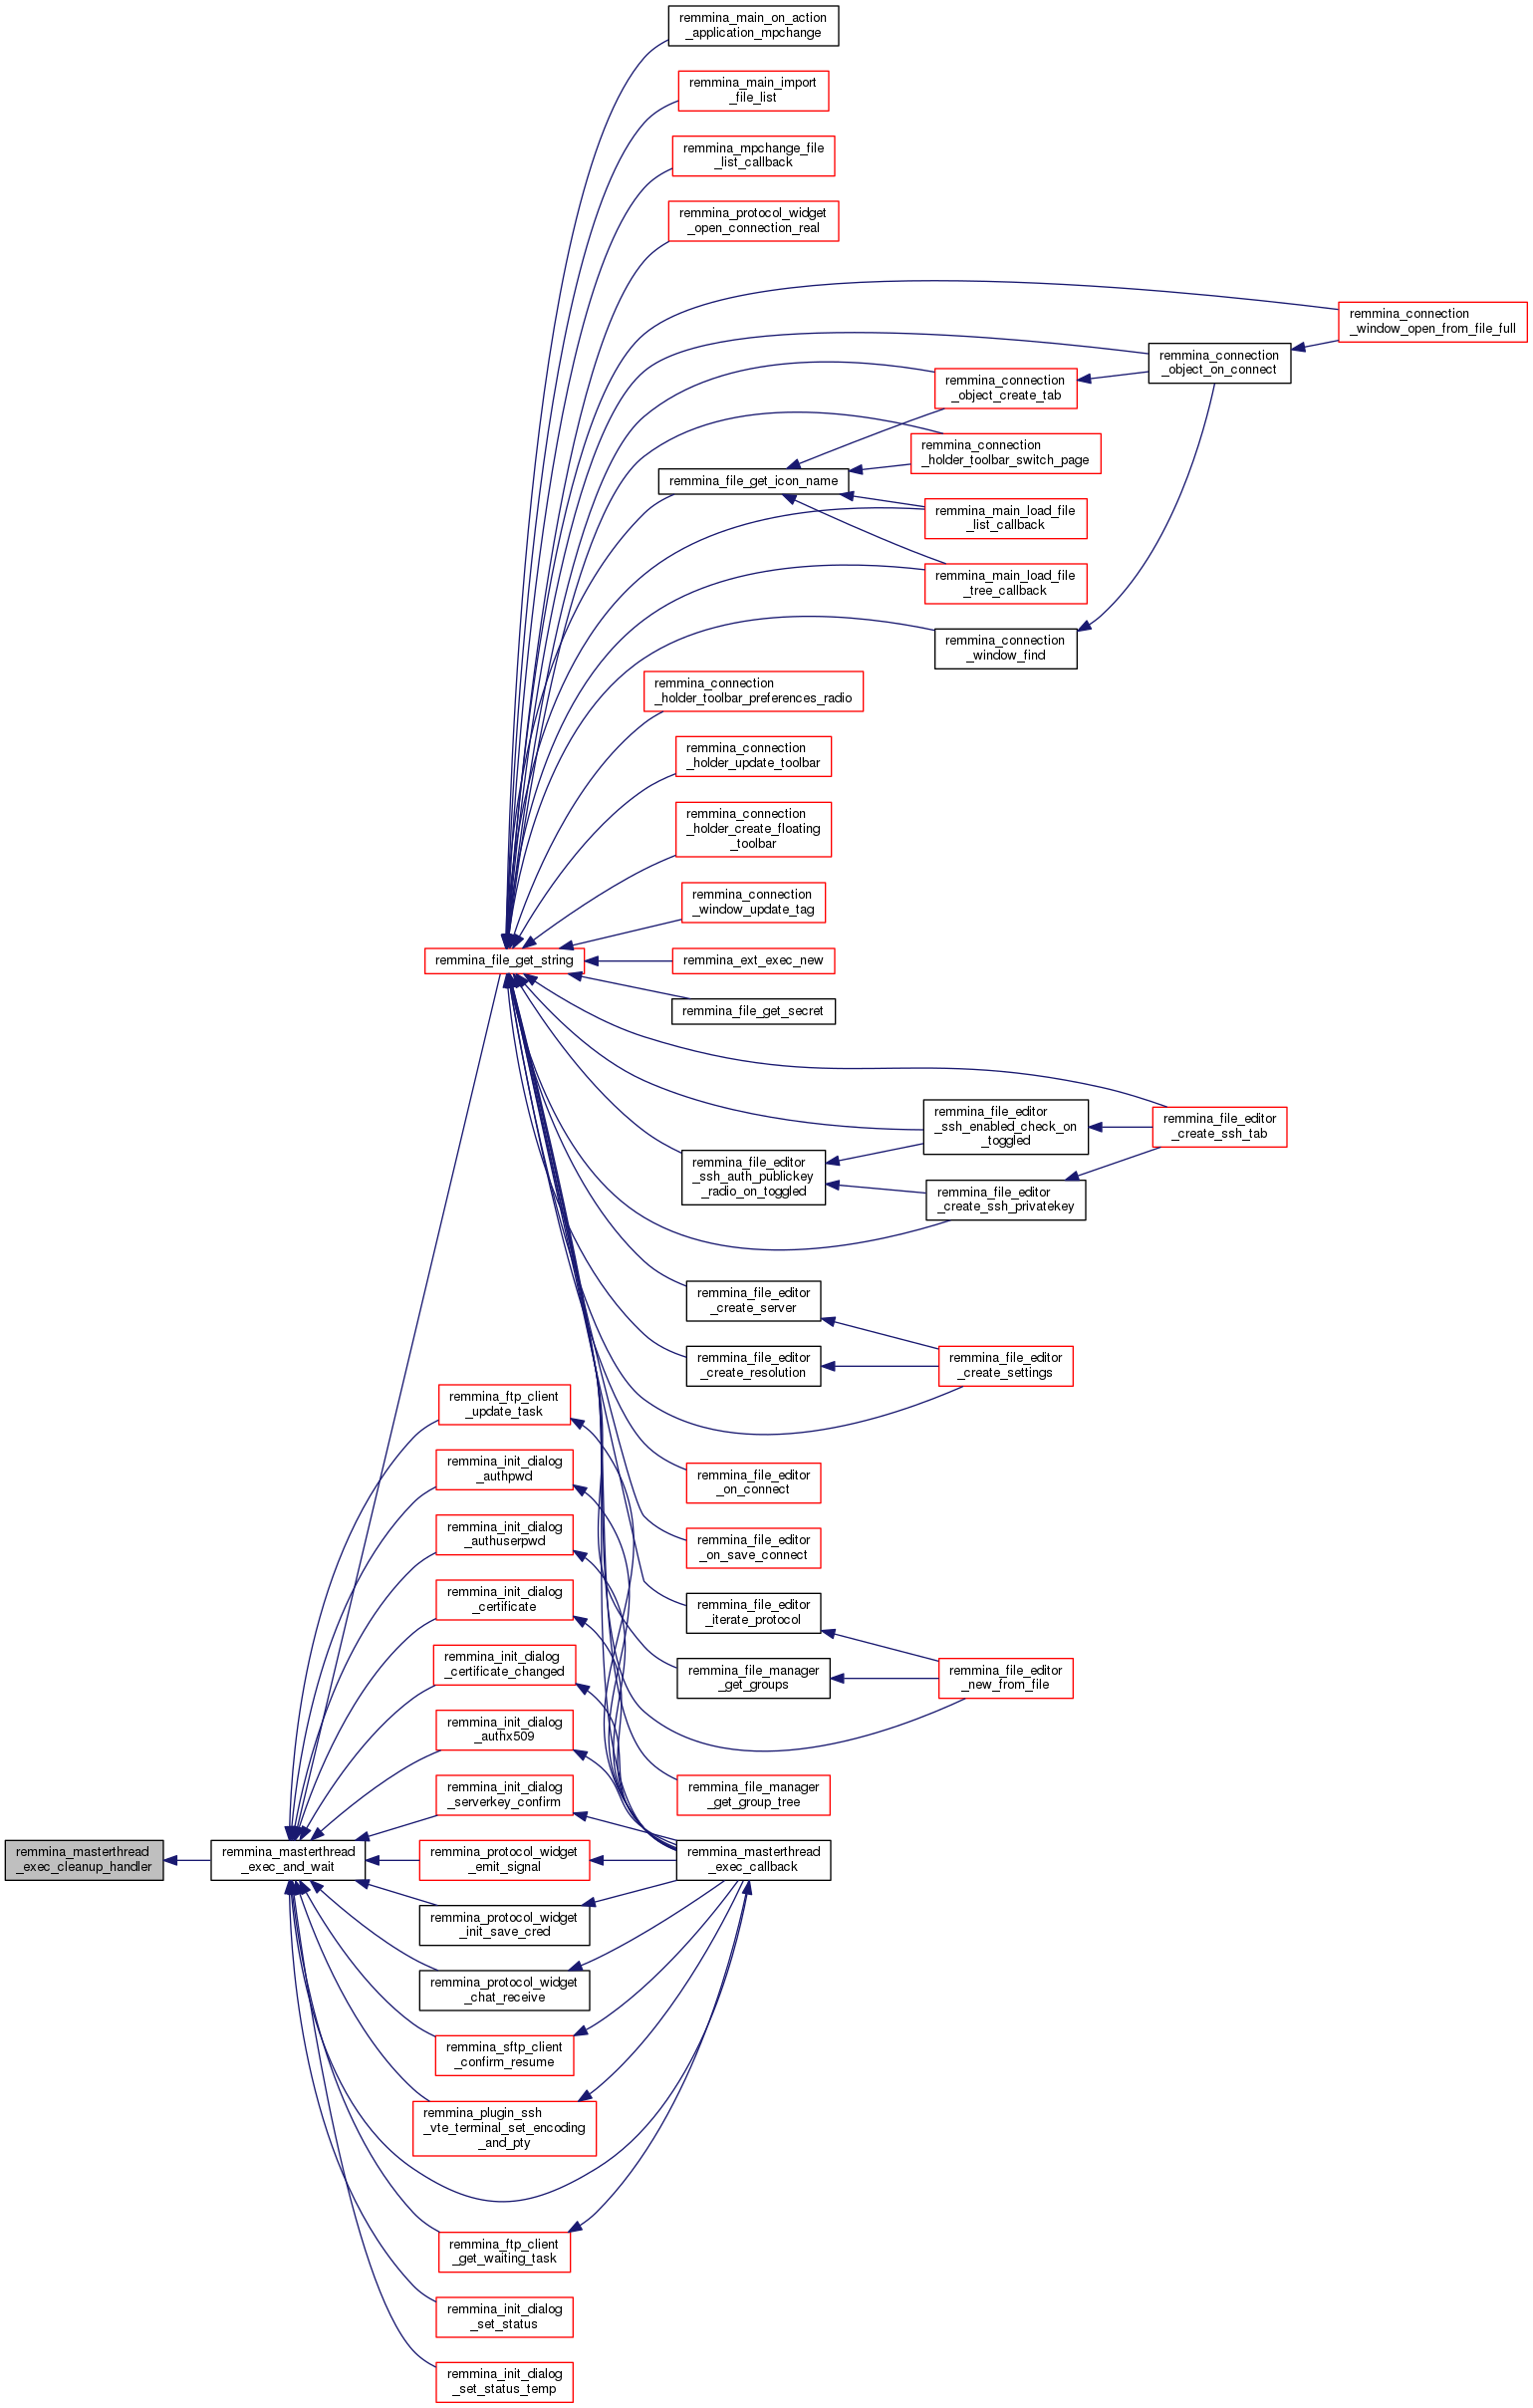 remmina_main_on_action
_application_mpchange
remmina_main_import
_file_list
remmina_mpchange_file
_list_callback
remmina_protocol_widget
_open_connection_real
remmina_connection
_window_open_from_file_full
remmina_connection
_object_on_connect
remmina_connection
_object_create_tab
remmina_connection
_holder_toolbar_switch_page
remmina_file_get_icon_name
remmina_main_load_file
_list_callback
remmina_main_load_file
_tree_callback
remmina_connection
_window_find
remmina_connection
_holder_toolbar_preferences_radio
remmina_connection
_holder_update_toolbar
remmina_connection
_holder_create_floating
_toolbar
remmina_connection
_window_update_tag
remmina_file_get_string
remmina_ext_exec_new
remmina_file_get_secret
remmina_file_editor
_ssh_enabled_check_on
_toggled
remmina_file_editor
_create_ssh_tab
remmina_file_editor
_ssh_auth_publickey
_radio_on_toggled
remmina_file_editor
_create_ssh_privatekey
remmina_file_editor
_create_server
remmina_file_editor
_create_resolution
remmina_file_editor
_create_settings
remmina_ftp_client
_update_task
remmina_init_dialog
_authpwd
remmina_file_editor
_on_connect
remmina_init_dialog
_authuserpwd
remmina_file_editor
_on_save_connect
remmina_init_dialog
_certificate
remmina_file_editor
_iterate_protocol
remmina_init_dialog
_certificate_changed
remmina_file_manager
_get_groups
remmina_file_editor
_new_from_file
remmina_init_dialog
_authx509
remmina_init_dialog
_serverkey_confirm
remmina_file_manager
_get_group_tree
remmina_masterthread
_exec_cleanup_handler
remmina_masterthread
_exec_and_wait
remmina_protocol_widget
_emit_signal
remmina_masterthread
_exec_callback
remmina_protocol_widget
_init_save_cred
remmina_protocol_widget
_chat_receive
remmina_sftp_client
_confirm_resume
remmina_plugin_ssh
_vte_terminal_set_encoding
_and_pty
remmina_ftp_client
_get_waiting_task
remmina_init_dialog
_set_status
remmina_init_dialog
_set_status_temp